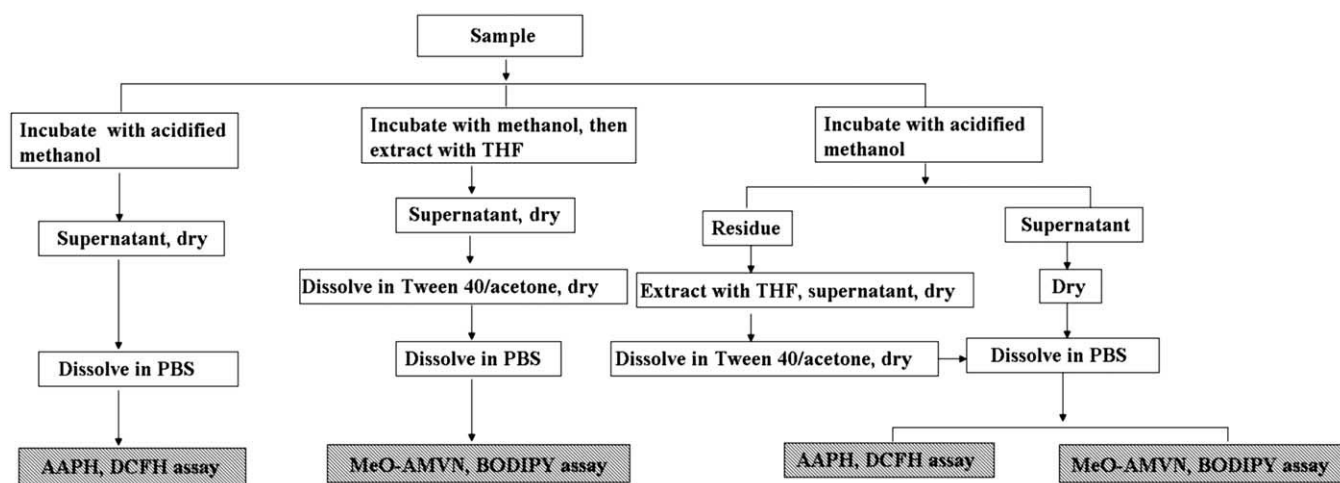 Sample
Incubate with acidified
methanol
Supernatant, dry
Dissolve in PBS
AAPH, DCFH assay
Incubate with methanol, then
extract with THF
Supernatant, dry
Dissolve in Tween 40/acetone, dry
Dissolve in PBS
MeO-AMVN, BODIPY assay
Incubate with acidified
methanol
Residue
Extract with THF, supernatant, dry
Dissolve in Tween 40/acetone, dry
Supernatant
Dry
Dissolve in PBS
AAPH, DCFH assay
MeO-AMVN, BODIPY assay